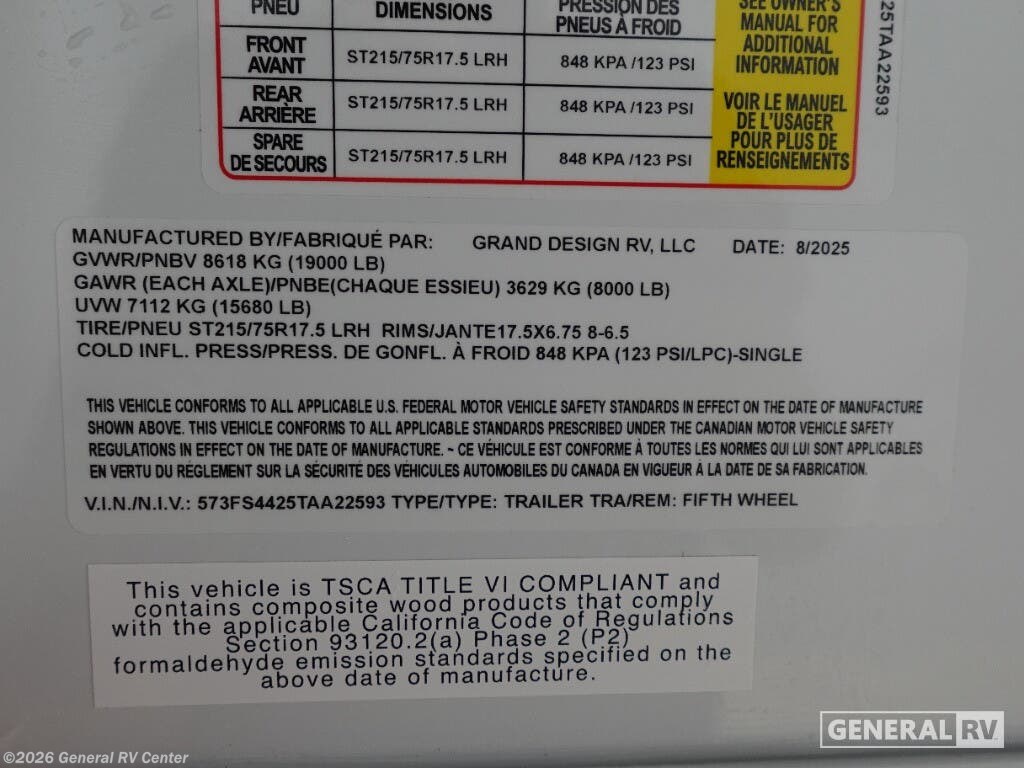 PNEU DIMENSIONS PRESSION DES
PNEUS À FROID
SEE OWNER'S
MANUAL FOR
ADDITIONAL
INFORMATION
FRONT
AVANT ST215/75R17.5 LRH 848 KPA /123 PSI
REAR
ARRIÈRE ST215/75R17.5 LRH 848 KPA /123 PSI
SPARE
DE SECOURS ST215/75R17.5 LRH 848 KPA /123 PSI
VOIR LE MANUEL
DE L'USAGER
POUR PLUS DE
RENSEIGNEMENTS
25TAA22593
MANUFACTURED BY/FABRIQUÉ PAR: GRAND DESIGN RV, LLC DATE: 8/2025
GVWR/PNBV 8618 KG (19000 LB)
GAWR (EACH AXLE)/PNBE(CHAQUE ESSIEU) 3629 KG (8000 LB)
UVW 7112 KG (15680 LB)
TIRE/PNEU ST215/75R17.5 LRH RIMS/JANTE17.5X6.75 8-6.5
COLD INFL. PRESS/PRESS. DE GONFL. À FROID 848 KPA (123 PSI/LPC)-SINGLE
THIS VEHICLE CONFORMS TO ALL APPLICABLE U.S. FEDERAL MOTOR VEHICLE SAFETY STANDARDS IN EFFECT ON THE DATE OF MANUFACTURE
SHOWN ABOVE. THIS VEHICLE CONFORMS TO ALL APPLICABLE STANDARDS PRESCRIBED UNDER THE CANADIAN MOTOR VEHICLE SAFETY
REGULATIONS IN EFFECT ON THE DATE OF MANUFACTURE. ~ CE VÉHICULE EST CONFORME À TOUTES LES NORMES QUI LUI SONT APPLICABLES
EN VERTU DU RÉGLEMENT SUR LA SÉCURITÉ DES VÉHICULES AUTOMOBILES DU CANADA EN VIGUEUR À LA DATE DE SA FABRICATION.
V.I.N./N.I.V.: 573FS4425TAA22593 TYPE/TYPE: TRAILER TRA/REM: FIFTH WHEEL
This vehicle is TSCA TITLE VI COMPLIANT and
contains composite wood products that comply
with the applicable California Code of Regulations
Section 93120.2(a) Phase 2 (P2)
formaldehyde emission standards specified on the
above date of manufacture.
GENERAL RV
©2026 General RV Center